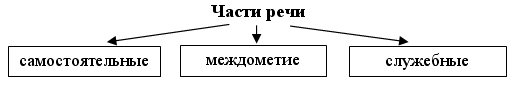 Части речи
самостоятельные
междометие
служебные